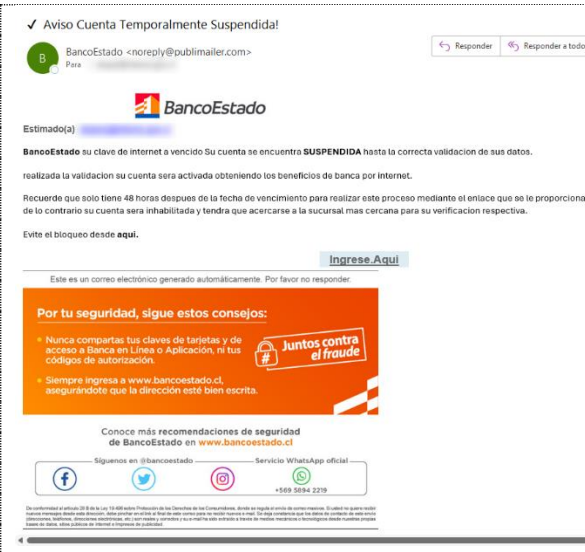 ✓ Aviso Cuenta Temporalmente Suspendida!
B
BancoEstado <noreply@publimailer.com>
Para
Responder
Responder a todo
BancoEstado
Estimado(a)
BancoEstado su clave de internet a vencido Su cuenta se encuentra SUSPENDIDA hasta la correcta validacion de sus datos.
realizada la validacion su cuenta sera activada obteniendo los beneficios de banca por internet.
Recuerde que solo tiene 48 horas despues de la fecha de vencimiento para realizar este proceso mediante el enlace que se le proporciona
de lo contrario su cuenta sera inhabilitada y tendra que acercarse a la sucursal mas cercana para su verificacion respectiva.
Evite el bloqueo desde aqui.
Ingrese.Aqui
Este es un correo electrónico generado automáticamente. Por favor no responder.
Por tu seguridad, sigue estos consejos:
Nunca compartas tus claves de tarjetas y de
acceso a Banca en Línea o Aplicación, ni tus
códigos de autorización.
Juntos contra
el fraude
Siempre ingresa a www.bancoestado.cl,
asegurándote que la dirección esté bien escrita.
Conoce más recomendaciones de seguridad
de BancoEstado en www.bancoestado.cl
Síguenos en @bancoestado
Servicio WhatsApp oficial
+569 5694 2219